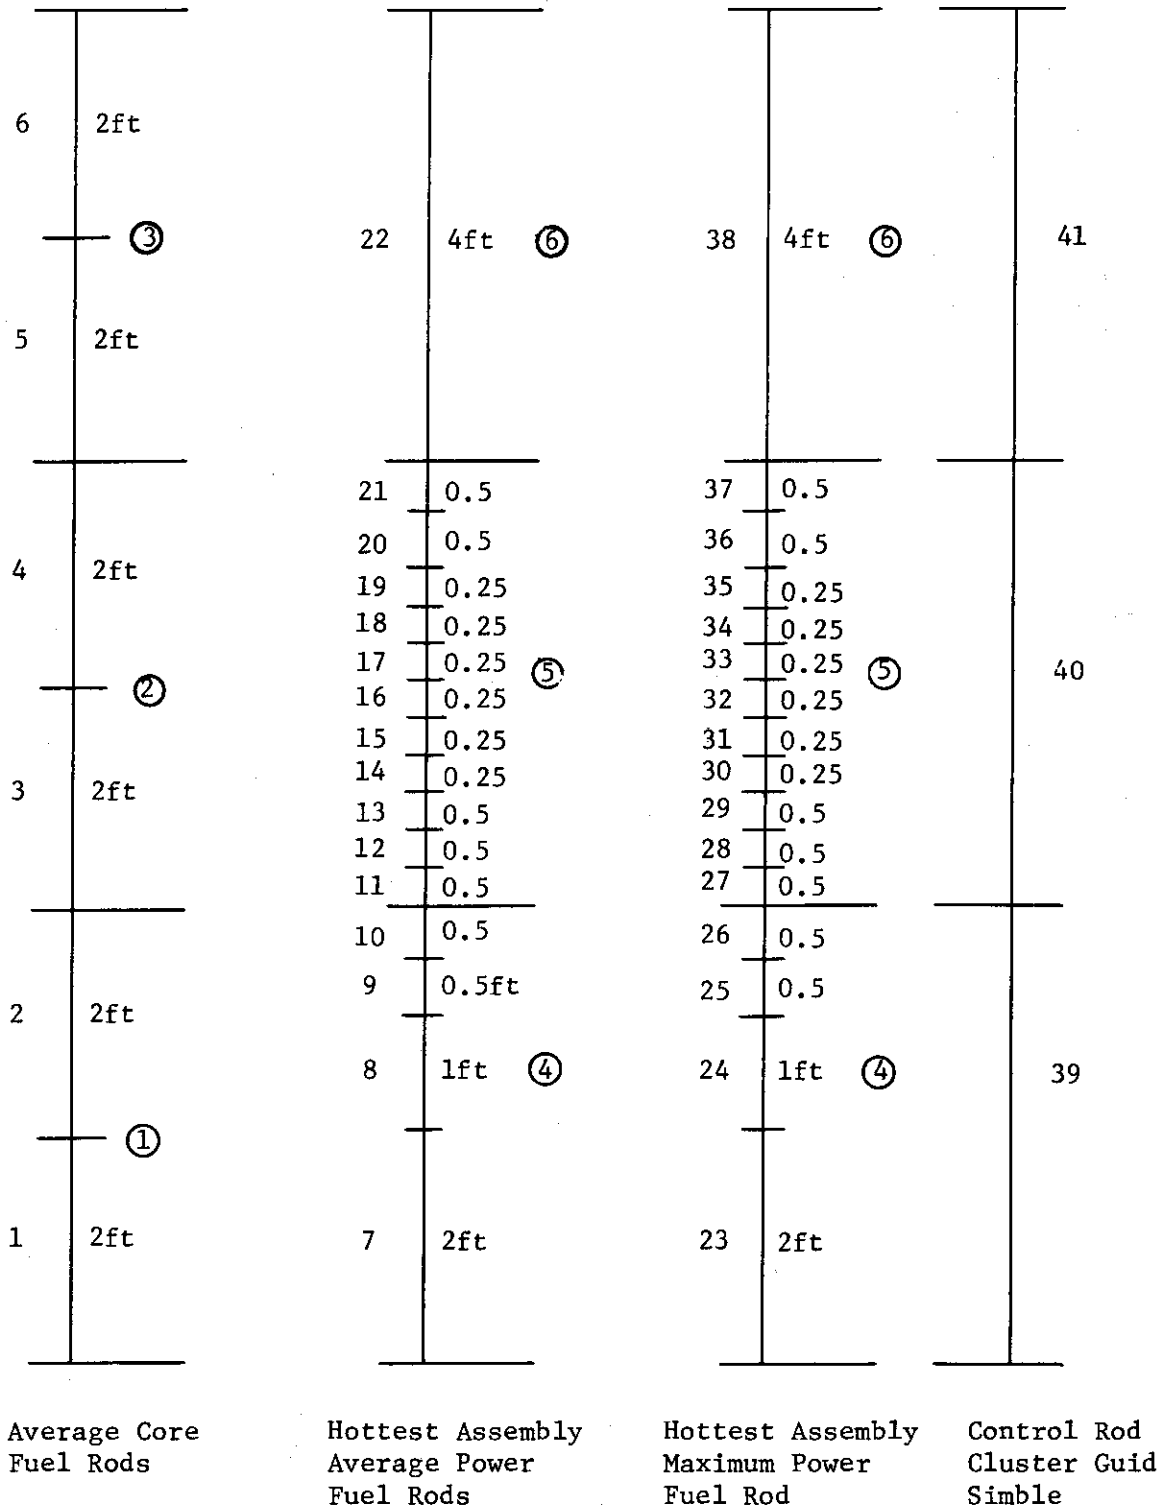 6 2ft
③
22 4ft ⑥
38 4ft ⑥
41
5 2ft
21 0.5
37 0.5
20 0.5
36 0.5
4 2ft
19 0.25
35 0.25
18 0.25
34 0.25
17 0.25
33 0.25
②
⑤
⑤
40
16 0.25
32 0.25
15 0.25
31 0.25
14 0.25
30 0.25
3 2ft
13 0.5
29 0.5
12 0.5
28 0.5
11 0.5
27 0.5
10 0.5
26 0.5
9 0.5ft
25 0.5
2 2ft
8 1ft ④
24 1ft ④
39
①
1 2ft
7 2ft
23 2ft
Average Core
Fuel Rods
Hottest Assembly
Average Power
Fuel Rods
Hottest Assembly
Maximum Power
Fuel Rod
Control Rod
Cluster Guid
Simble